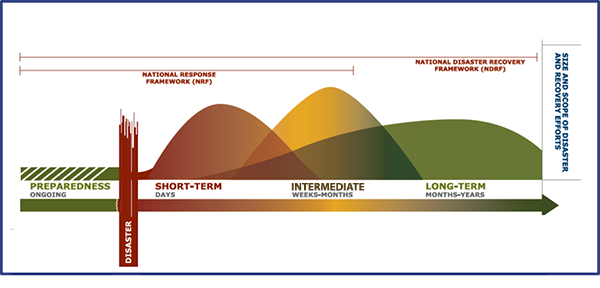 NATIONAL RESPONSE
FRAMEWORK (NRF)
NATIONAL DISASTER RECOVERY
FRAMEWORK (NDRF)
SIZE AND SCOPE OF DISASTER
AND RECOVERY EFFORTS
PREPAREDNESS
ONGOING
DISASTER
SHORT-TERM
DAYS
INTERMEDIATE
WEEKS-MONTHS
LONG-TERM
MONTHS-YEARS